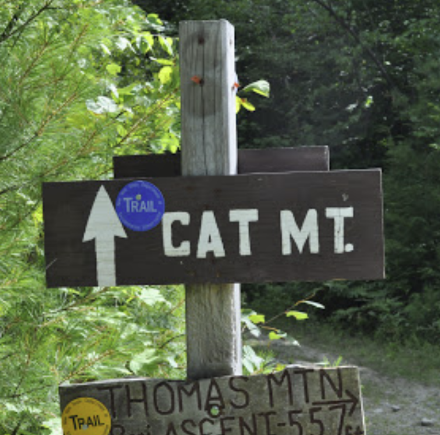 TRAIL
CAT MT.
THOMAS MTN.
TRAIL
ASCENT-557